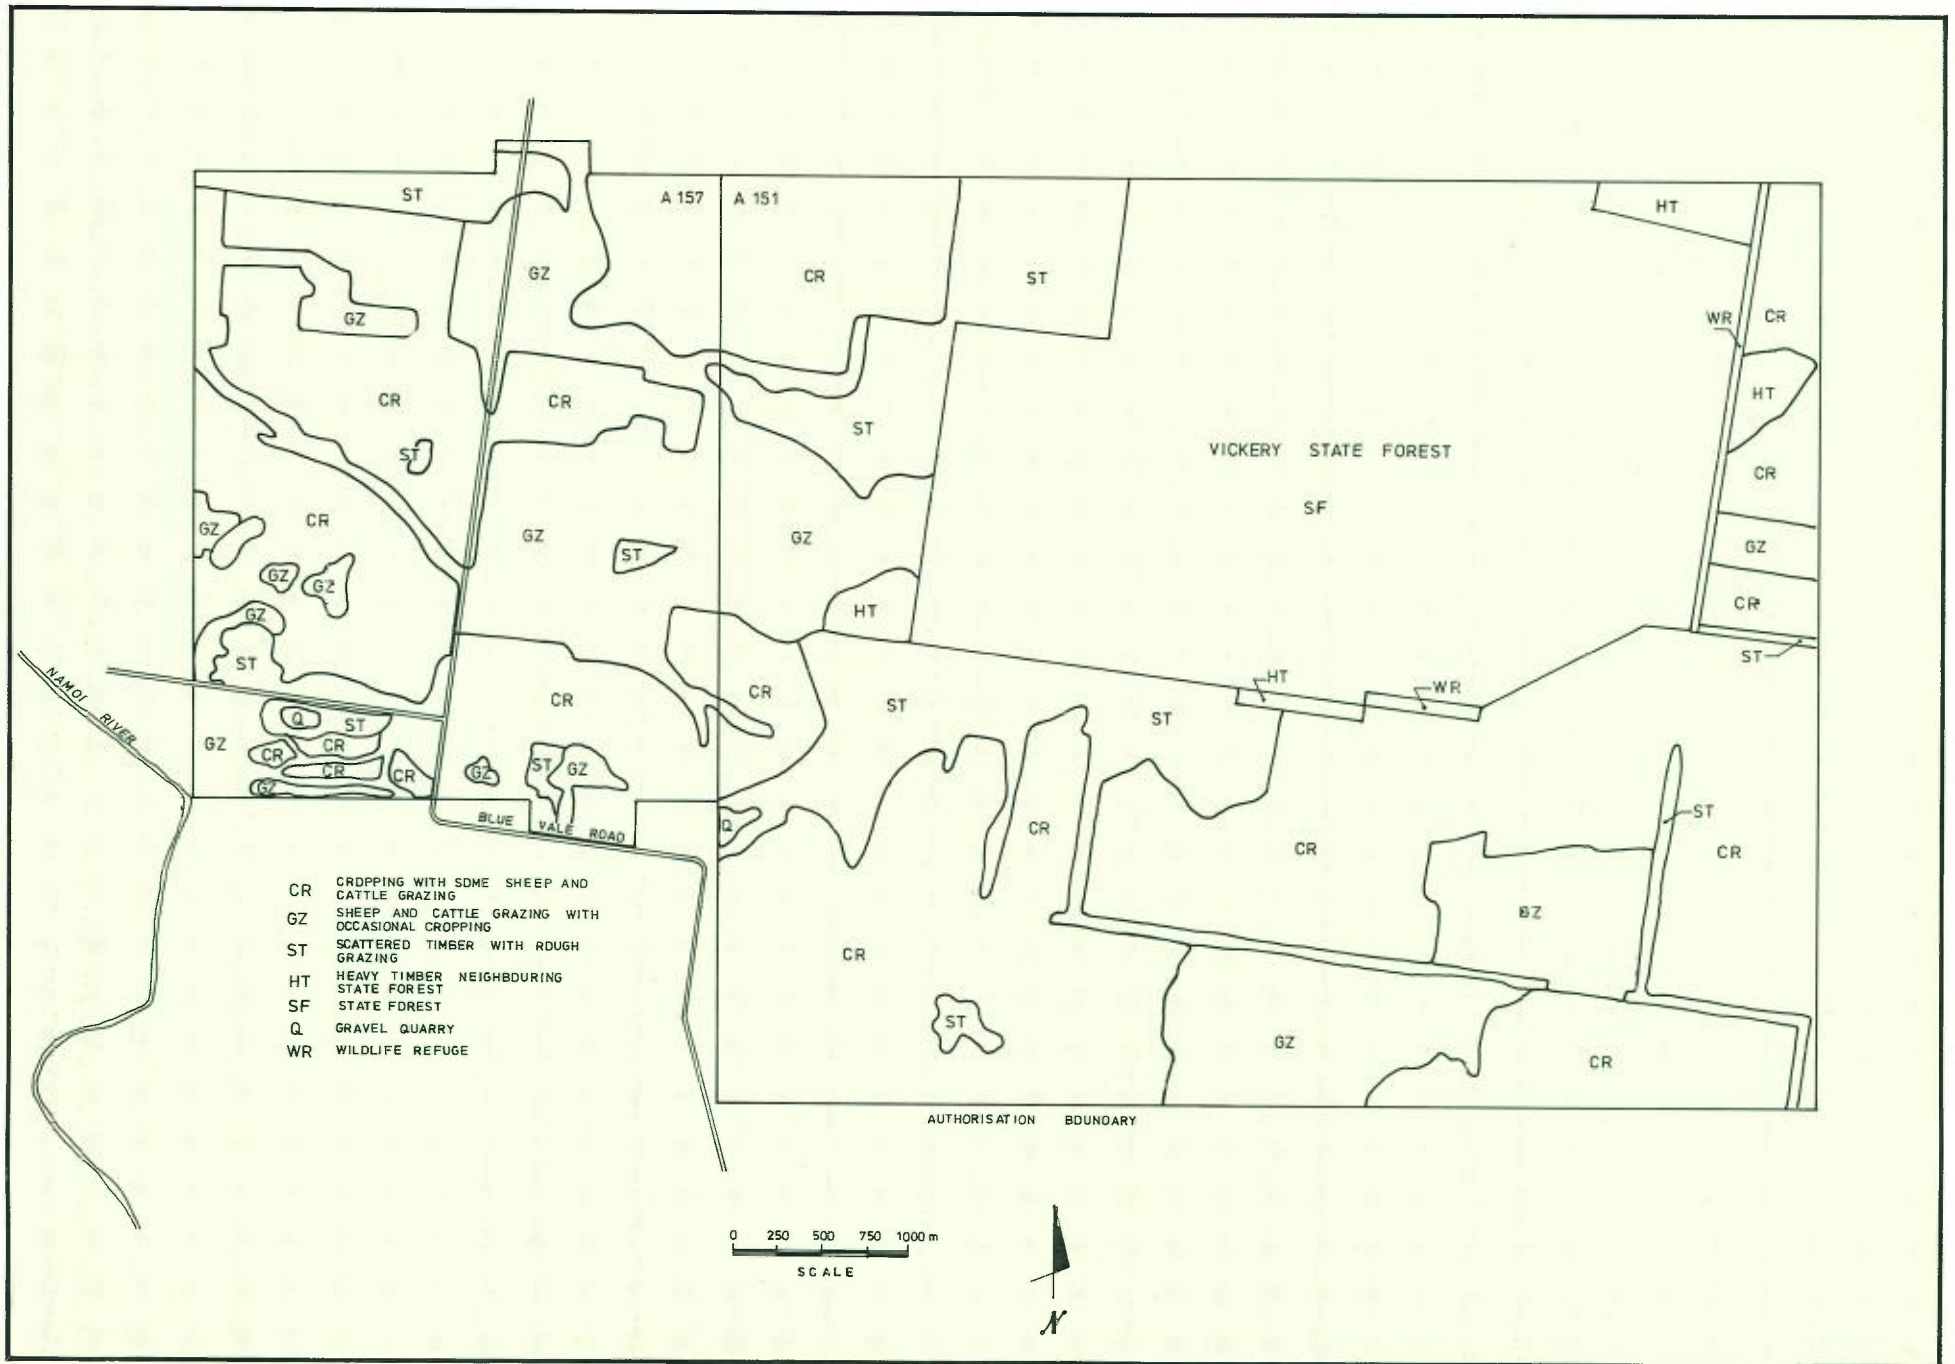 ST
A 157
A 151
HT
GZ
CR
ST
GZ
WR
CR
CR
CR
HT
ST
ST
VICKERY STATE FOREST
CR
SF
GZ
CR
GZ
ST
GZ
GZ
GZ
GZ
GZ
HT
CR
ST
ST
HT
WR
NAMOI RIVER
CR
CR
ST
ST
Q
ST
GZ
CR
CR
CR
CR
GZ
GZ
ST
GZ
ST
BLUE VALE ROAD
Q
CR
CR
CR
GZ
CR
ST
GZ
CR
CR CROPPING WITH SOME SHEEP AND
CATTLE GRAZING
GZ SHEEP AND CATTLE GRAZING WITH
OCCASIONAL CROPPING
ST SCATTERED TIMBER WITH ROUGH
GRAZING
HT HEAVY TIMBER NEIGHBOURING
STATE FOREST
SF STATE FOREST
Q GRAVEL QUARRY
WR WILDLIFE REFUGE
AUTHORISATION BOUNDARY
0 250 500 750 1000 m
SCALE
N